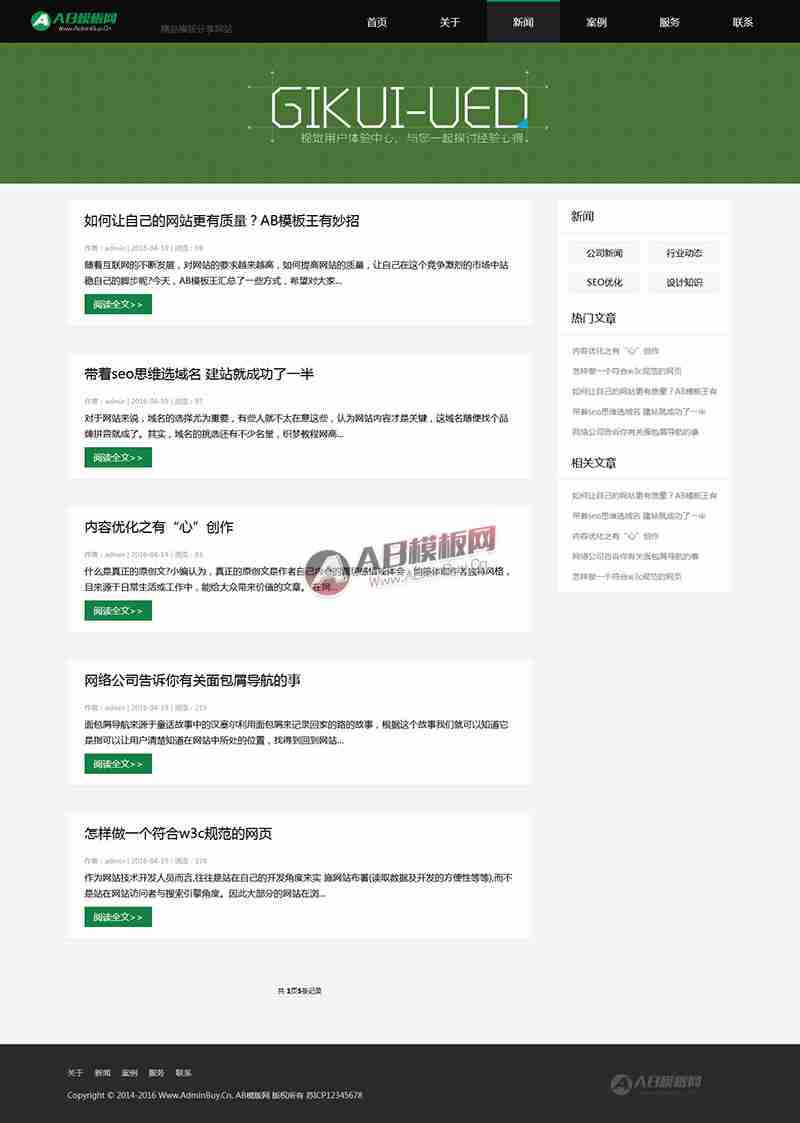 AB模板网
Www.AdminBuy.Cn
精品模版分享网站
首页 关于 新闻 案例 服务 联系
GIKUI-UED
视觉用户体验中心，与您一起探讨经验心得
如何让自己的网站更有质量？AB模板王有妙招
作者：admin | 2016-04-19 | 阅览：
随着互联网的不断发展，对网站的要求越来越高，如何提高网站的质量，让自己在这个竞争激烈的市场中站
稳自己的脚步呢?今天，AB模板王汇总了一些方式，希望对大家...
阅读全文>>
带着seo思维选域名 建站就成功了一半
作者：admin | 2016-04-19 | 阅览：
对于网站来说，域名的选择尤为重要，有些人就不太在意这些，认为网站内容才是关键，这域名随便找个品
牌拼音就成了。其实，域名的挑选还有不少名堂，织梦教程网高...
阅读全文>>
内容优化之有“心”创作
作者：admin | 2016-04-19 | 阅览：
什么是真正的原创文?小编认为，真正的原创文是作者自己内心的真实感情或体会，能够体现作者独特风格，
且来源于日常生活或工作中，能给大众带来价值的文章。 在网...
阅读全文>>
AB模板网
Www.AdminBuy.Cn
网络公司告诉你有关面包屑导航的事
作者：admin | 2016-04-19 | 阅览：
面包屑导航来源于童话故事中的汉塞尔利用面包屑来记录回家的路的故事，根据这个故事我们就可以知道它
是指可以让用户清楚知道在网站中所处的位置，找得到回到网站...
阅读全文>>
怎样做一个符合w3c规范的网页
作者：admin | 2016-04-19 | 阅览：
作为网站技术开发人员而言,往往是站在自己的开发角度来实 施网站布署(读取数据及开发的方便性等等),而不
是站在网站访问者与搜索引擎角度。因此大部分的网站在浏...
阅读全文>>
共 1页5条记录
新闻
公司新闻 行业动态
SEO优化 设计知识
热门文章
内容优化之有“心”创作
怎样做一个符合w3c规范的网页
如何让自己的网站更有质量？AB模板王有
带着seo思维选域名 建站就成功了一半
网络公司告诉你有关面包屑导航的事
相关文章
如何让自己的网站更有质量？AB模板王有
带着seo思维选域名 建站就成功了一半
内容优化之有“心”创作
网络公司告诉你有关面包屑导航的事
怎样做一个符合w3c规范的网页
关于 新闻 案例 服务 联系
Copyright © 2014-2016 Www.AdminBuy.Cn. AB模版网 版权所有 苏ICP12345678
AB模板网